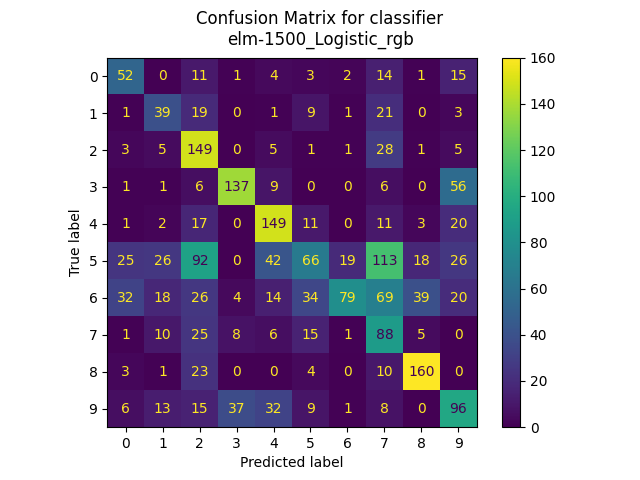 Confusion Matrix for classifier
elm-1500_Logistic_rgb
0 52 0 11 1 4 3 2 14 1 15
1 1 39 19 0 1 9 1 21 0 3
2 3 5 149 0 5 1 1 28 1 5
3 1 1 6 137 9 0 0 6 0 56
4 1 2 17 0 149 11 0 11 3 20
5 25 26 92 0 42 66 19 113 18 26
6 32 18 26 4 14 34 79 69 39 20
7 1 10 25 8 6 15 1 88 5 0
8 3 1 23 0 0 4 0 10 160 0
9 6 13 15 37 32 9 1 8 0 96
0 1 2 3 4 5 6 7 8 9
Predicted label
True label
160
140
120
100
80
60
40
20
0